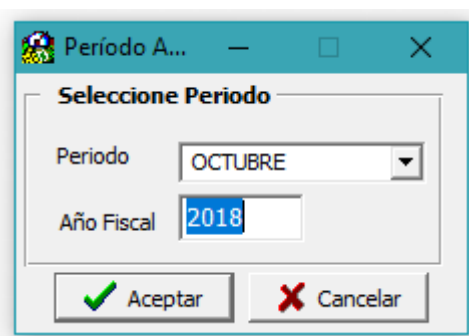 Período A...
Seleccione Periodo
Periodo OCTUBRE
Año Fiscal 2018
Aceptar Cancelar